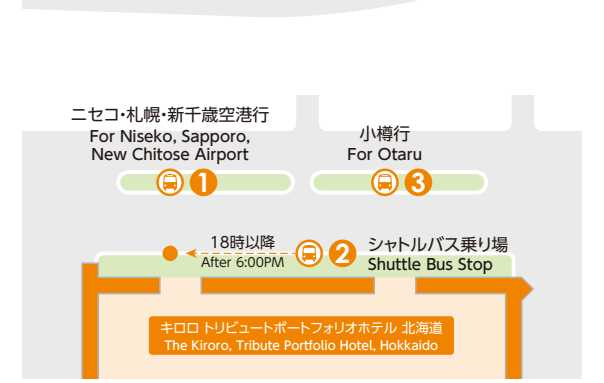 ニセコ・札幌・新千歳空港行
For Niseko, Sapporo,
New Chitose Airport
1
小樽行
For Otaru
3
18時以降
After 6:00PM
2
シャトルバス乗り場
Shuttle Bus Stop
キロロ トリビュートポートフォリオホテル 北海道
The Kiroro, Tribute Portfolio Hotel, Hokkaido